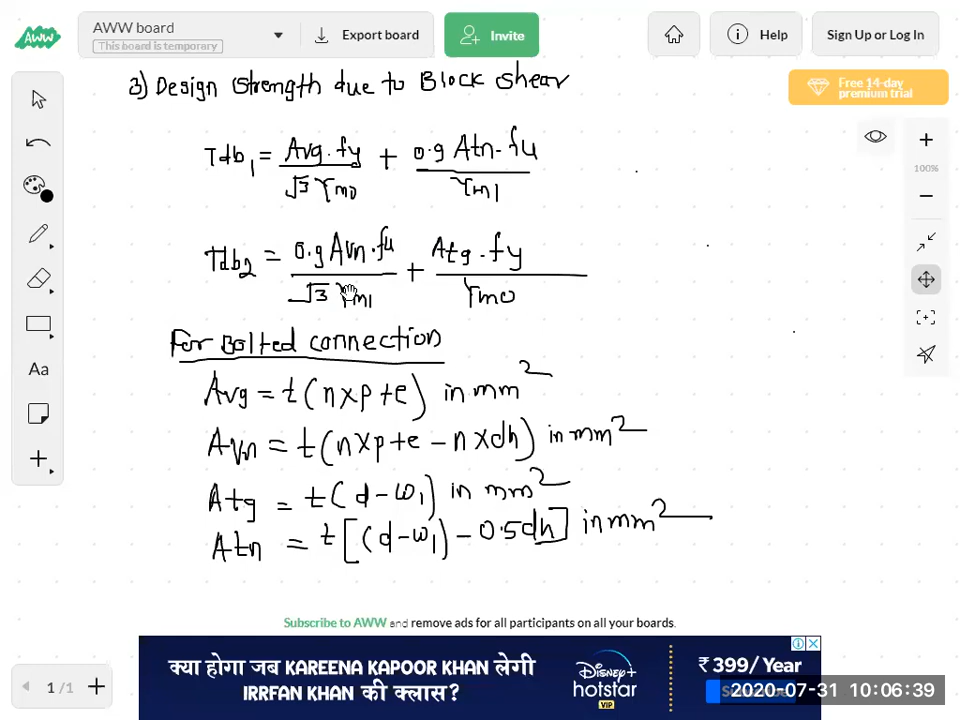 AWW
AWW board
This board is temporary
Export board
Invite
Help
Sign Up or Log In
Free 14-day
premium trial
100%
Aa
3) Design strength due to Block shear
Tdb1 = Avg.fy / √3 γm0 + 0.9 Atn.fu / γm1
Tdb2 = 0.9 Avn.fu / √3 γm1 + Atg.fy / γm0
For Bolted connection
Avg = t(n×p+e) in mm²
Avn = t(n×p+e - n×dh) in mm²
Atg = t(d-w1) in mm²
Atn = t[(d-w1) - 0.5dh] in mm²
Subscribe to AWW and remove ads for all participants on all your boards.
क्या होगा जब KAREENA KAPOOR KHAN लेगी
IRRFAN KHAN की क्लास?
Disney+
hotstar
VIP
₹399/Year
1/1
2020-07-31 10:06:39